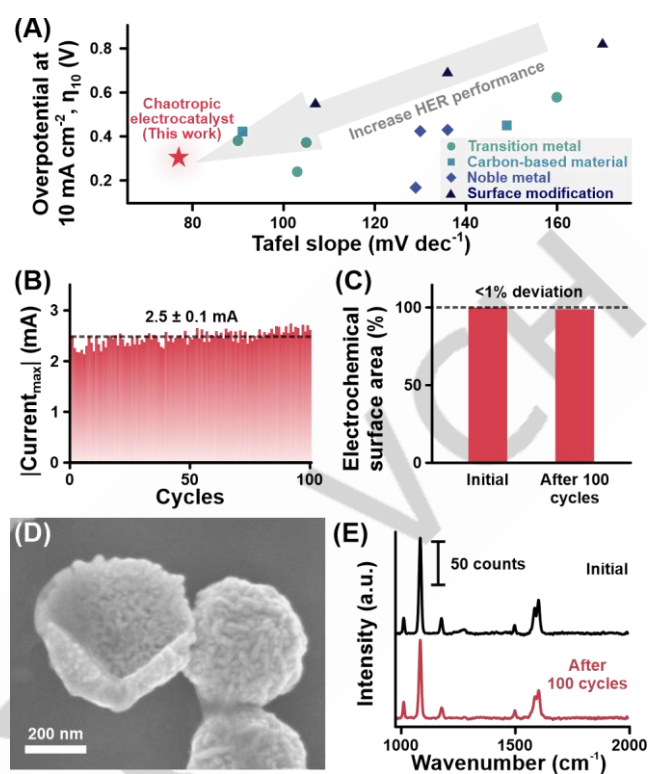 (A)
Overpotential at
10 mA cm⁻², η₁₀ (V)
0.8
0.6
0.4
0.2
Chaotropic
electrocatalyst
(This work)
Increase HER performance
Transition metal
Carbon-based material
Noble metal
Surface modification
80
100
120
140
160
Tafel slope (mV dec⁻¹)
(B)
|Currentₘₐₓ| (mA)
3
2
1
0
2.5 ± 0.1 mA
0
50
100
Cycles
(C)
Electrochemical
surface area (%)
100
50
0
<1% deviation
Initial
After 100
cycles
(D)
200 nm
(E)
Intensity (a.u.)
50 counts
Initial
After
100 cycles
1000
1500
2000
Wavenumber (cm⁻¹)
VCH